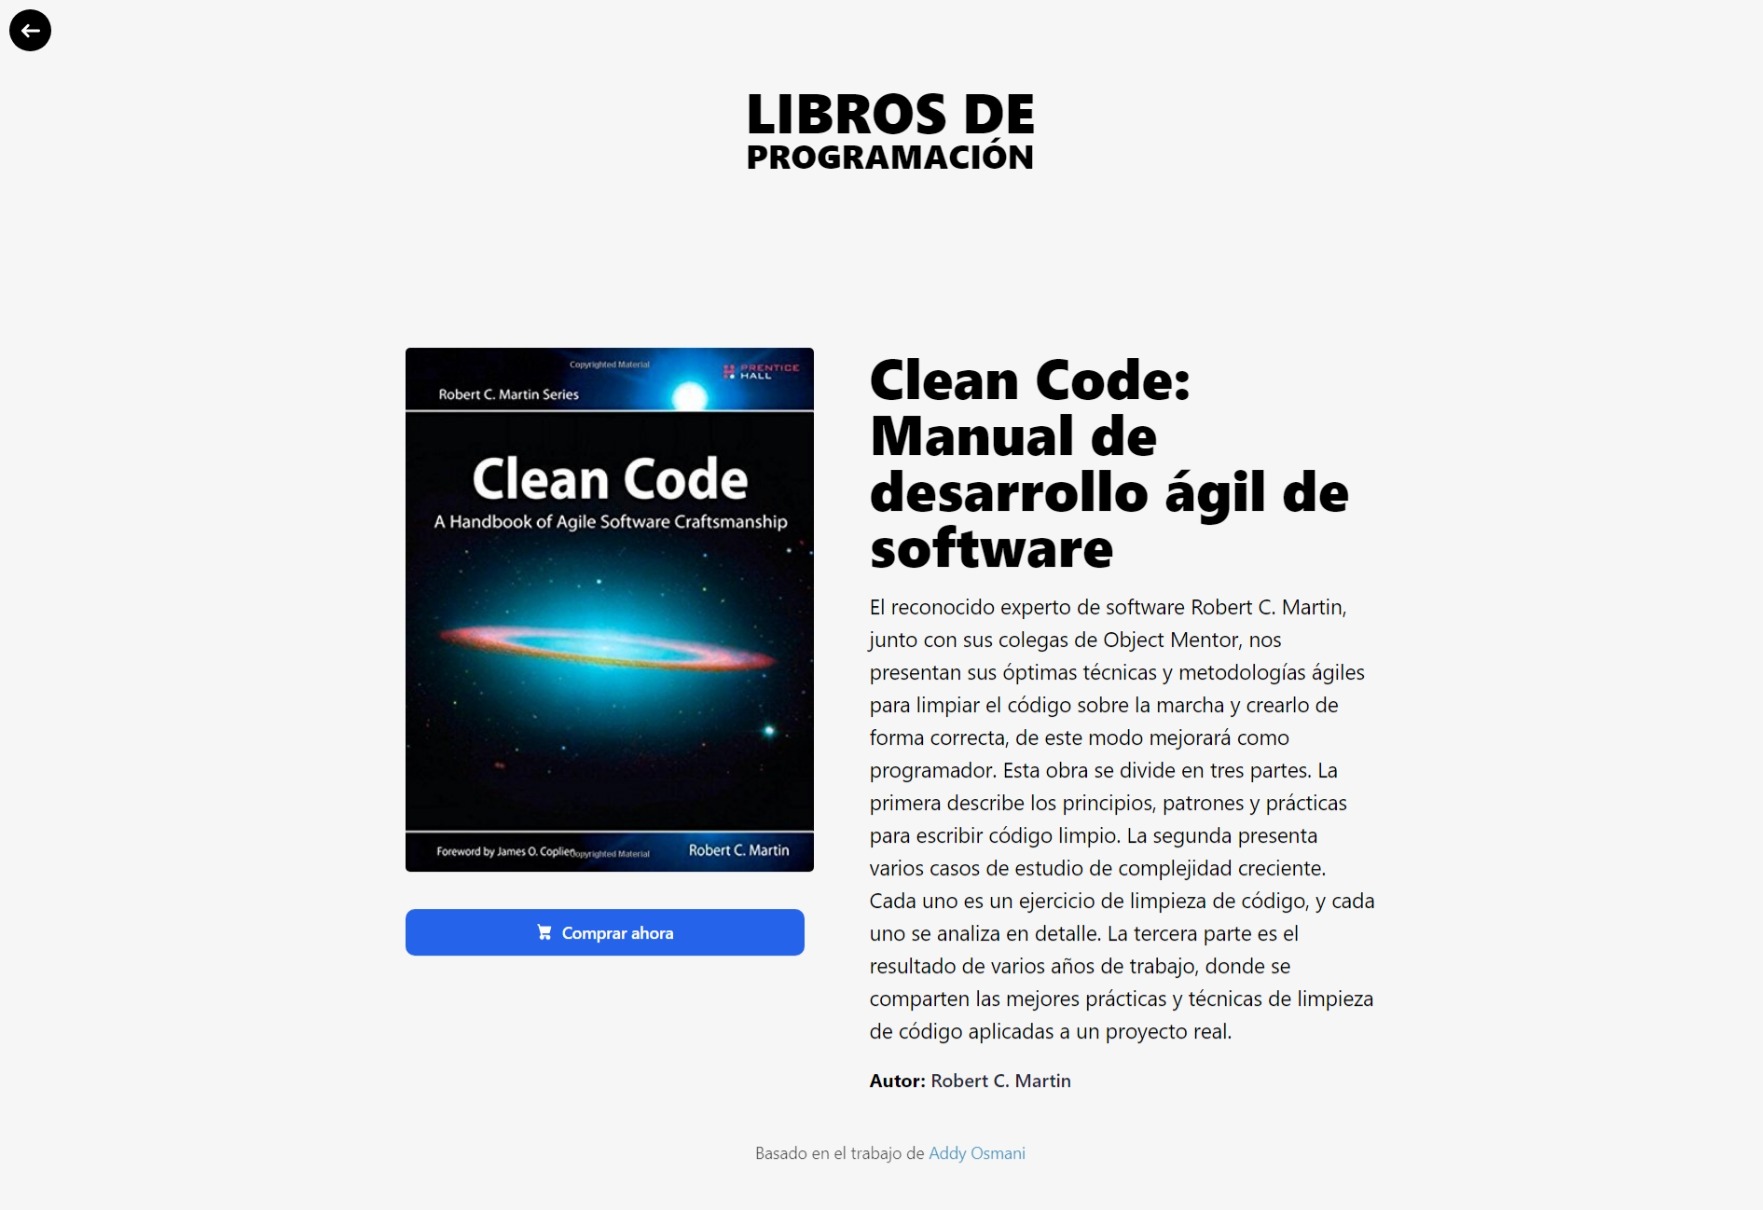 LIBROS DE
PROGRAMACIÓN
Copyrighted Material
PRENTICE
HALL
Robert C. Martin Series
Clean Code
A Handbook of Agile Software Craftsmanship
Foreword by James O. Coplien
Copyrighted Material
Robert C. Martin
Comprar ahora
Clean Code:
Manual de
desarrollo ágil de
software
El reconocido experto de software Robert C. Martin,
junto con sus colegas de Object Mentor, nos
presentan sus óptimas técnicas y metodologías ágiles
para limpiar el código sobre la marcha y crearlo de
forma correcta, de este modo mejorará como
programador. Esta obra se divide en tres partes. La
primera describe los principios, patrones y prácticas
para escribir código limpio. La segunda presenta
varios casos de estudio de complejidad creciente.
Cada uno es un ejercicio de limpieza de código, y cada
uno se analiza en detalle. La tercera parte es el
resultado de varios años de trabajo, donde se
comparten las mejores prácticas y técnicas de limpieza
de código aplicadas a un proyecto real.
Autor: Robert C. Martin
Basado en el trabajo de Addy Osmani